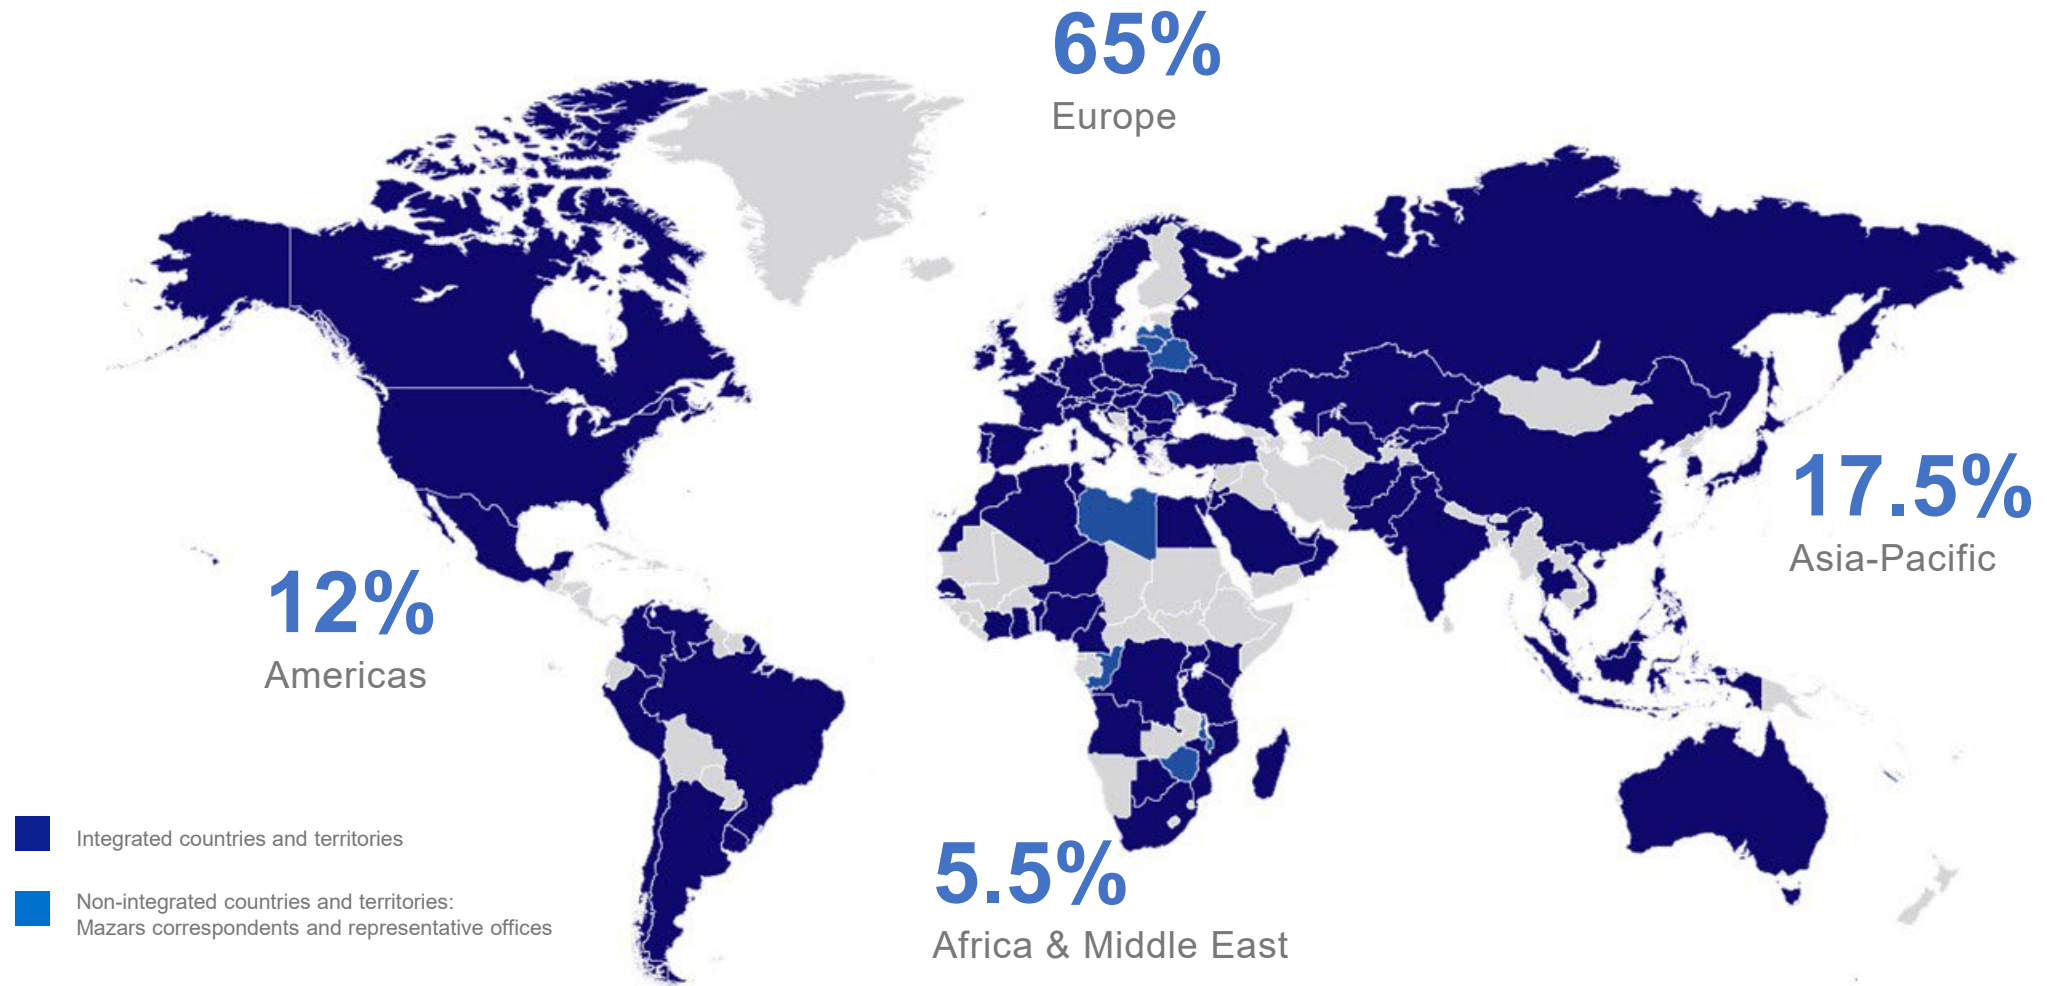 65%
Europe
17.5%
Asia-Pacific
12%
Americas
5.5%
Africa & Middle East
Integrated countries and territories
Non-integrated countries and territories:
Mazars correspondents and representative offices